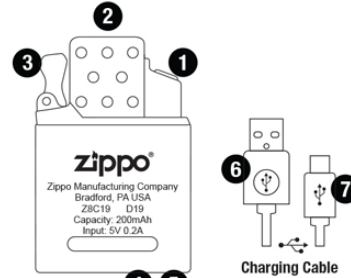 2
3
1
zippo®
Zippo Manufacturing Company
Bradford, PA USA
Z8C19 D19
Capacity: 200mAh
Input: 5V 0.2A
6
7
Charging Cable